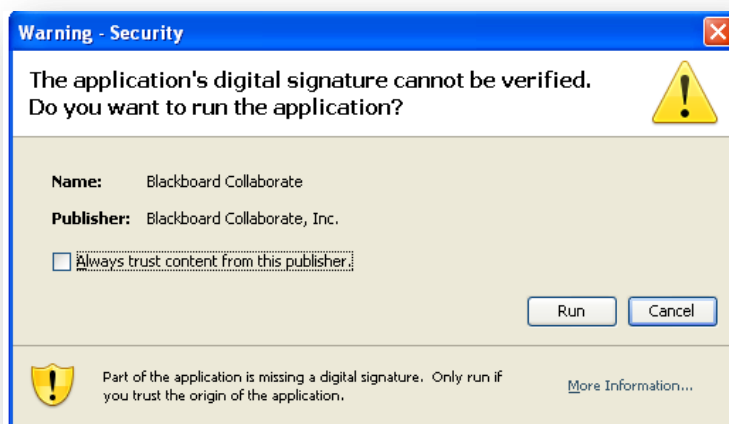 Warning - Security
The application's digital signature cannot be verified.
Do you want to run the application?
Name: Blackboard Collaborate
Publisher: Blackboard Collaborate, Inc.
Always trust content from this publisher.
Run Cancel
Part of the application is missing a digital signature. Only run if
you trust the origin of the application.
More Information...